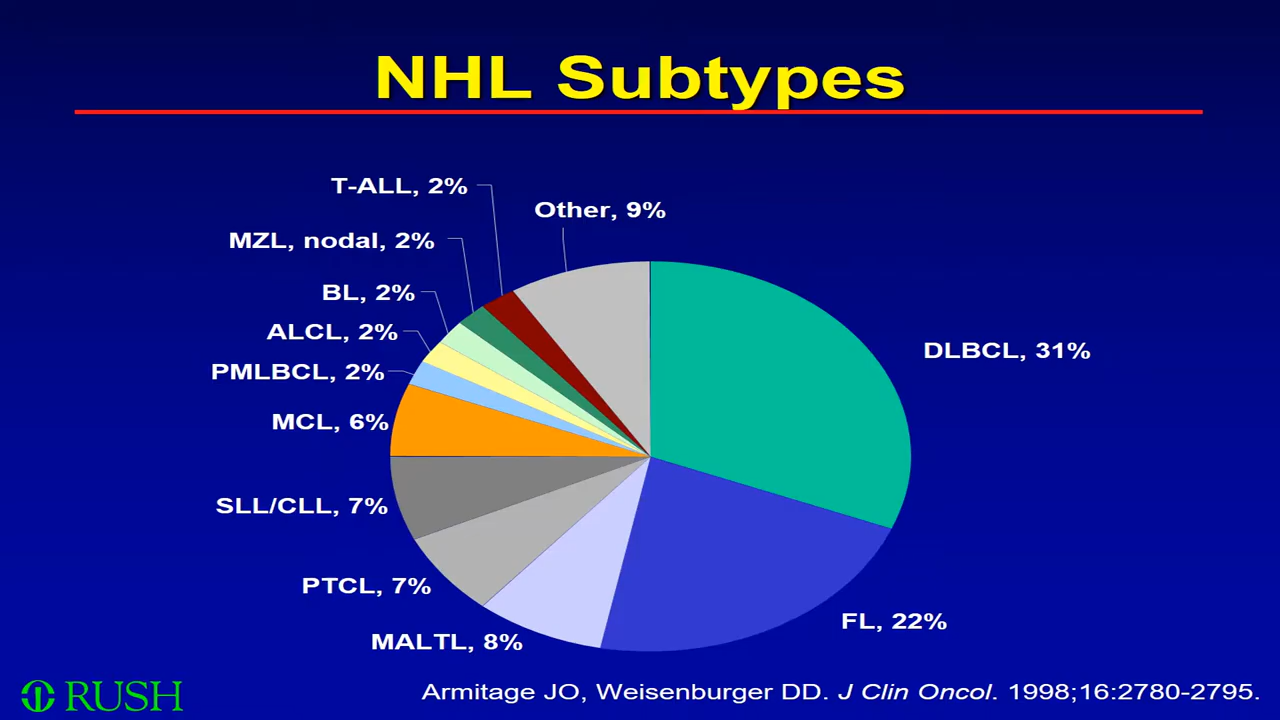 NHL Subtypes
T-ALL, 2%
Other, 9%
MZL, nodal, 2%
BL, 2%
ALCL, 2%
DLBCL, 31%
PMLBCL, 2%
MCL, 6%
SLL/CLL, 7%
PTCL, 7%
FL, 22%
MALTL, 8%
RUSH
Armitage JO, Weisenburger DD. J Clin Oncol. 1998;16:2780-2795.